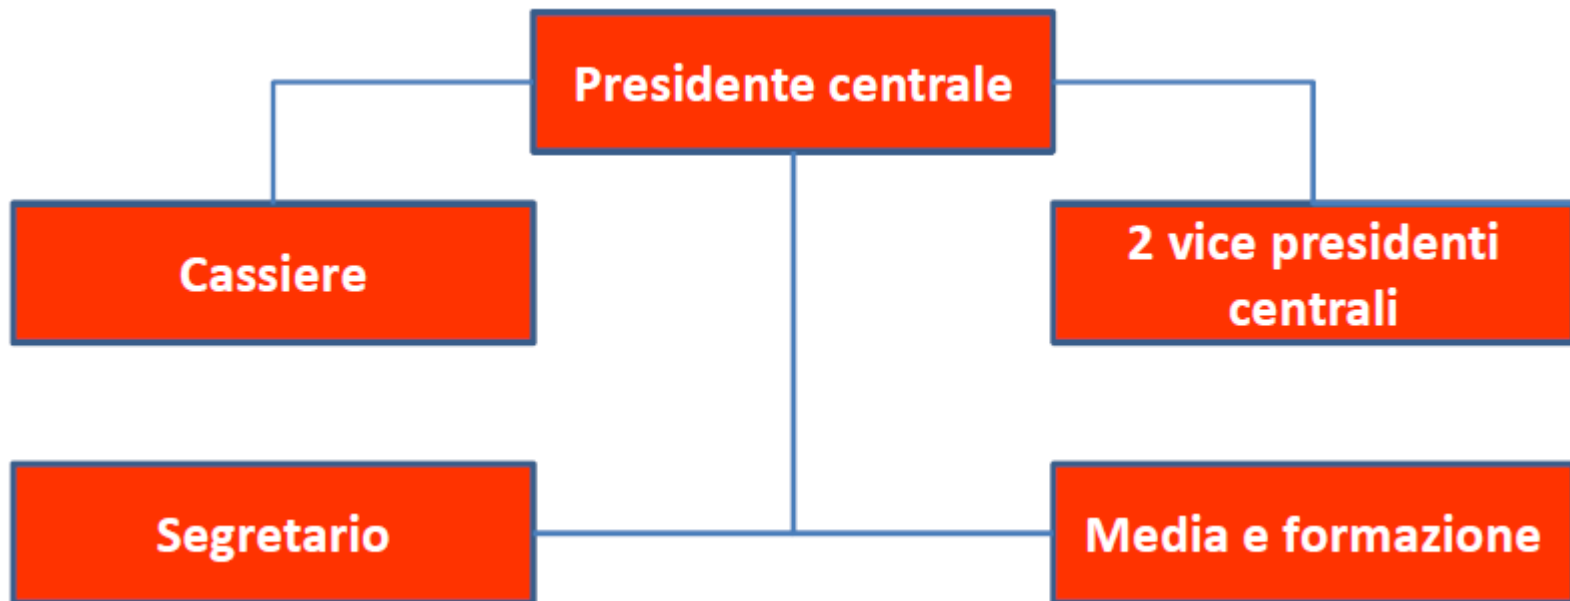 Presidente centrale
Cassiere
2 vice presidenti
centrali
Segretario
Media e formazione